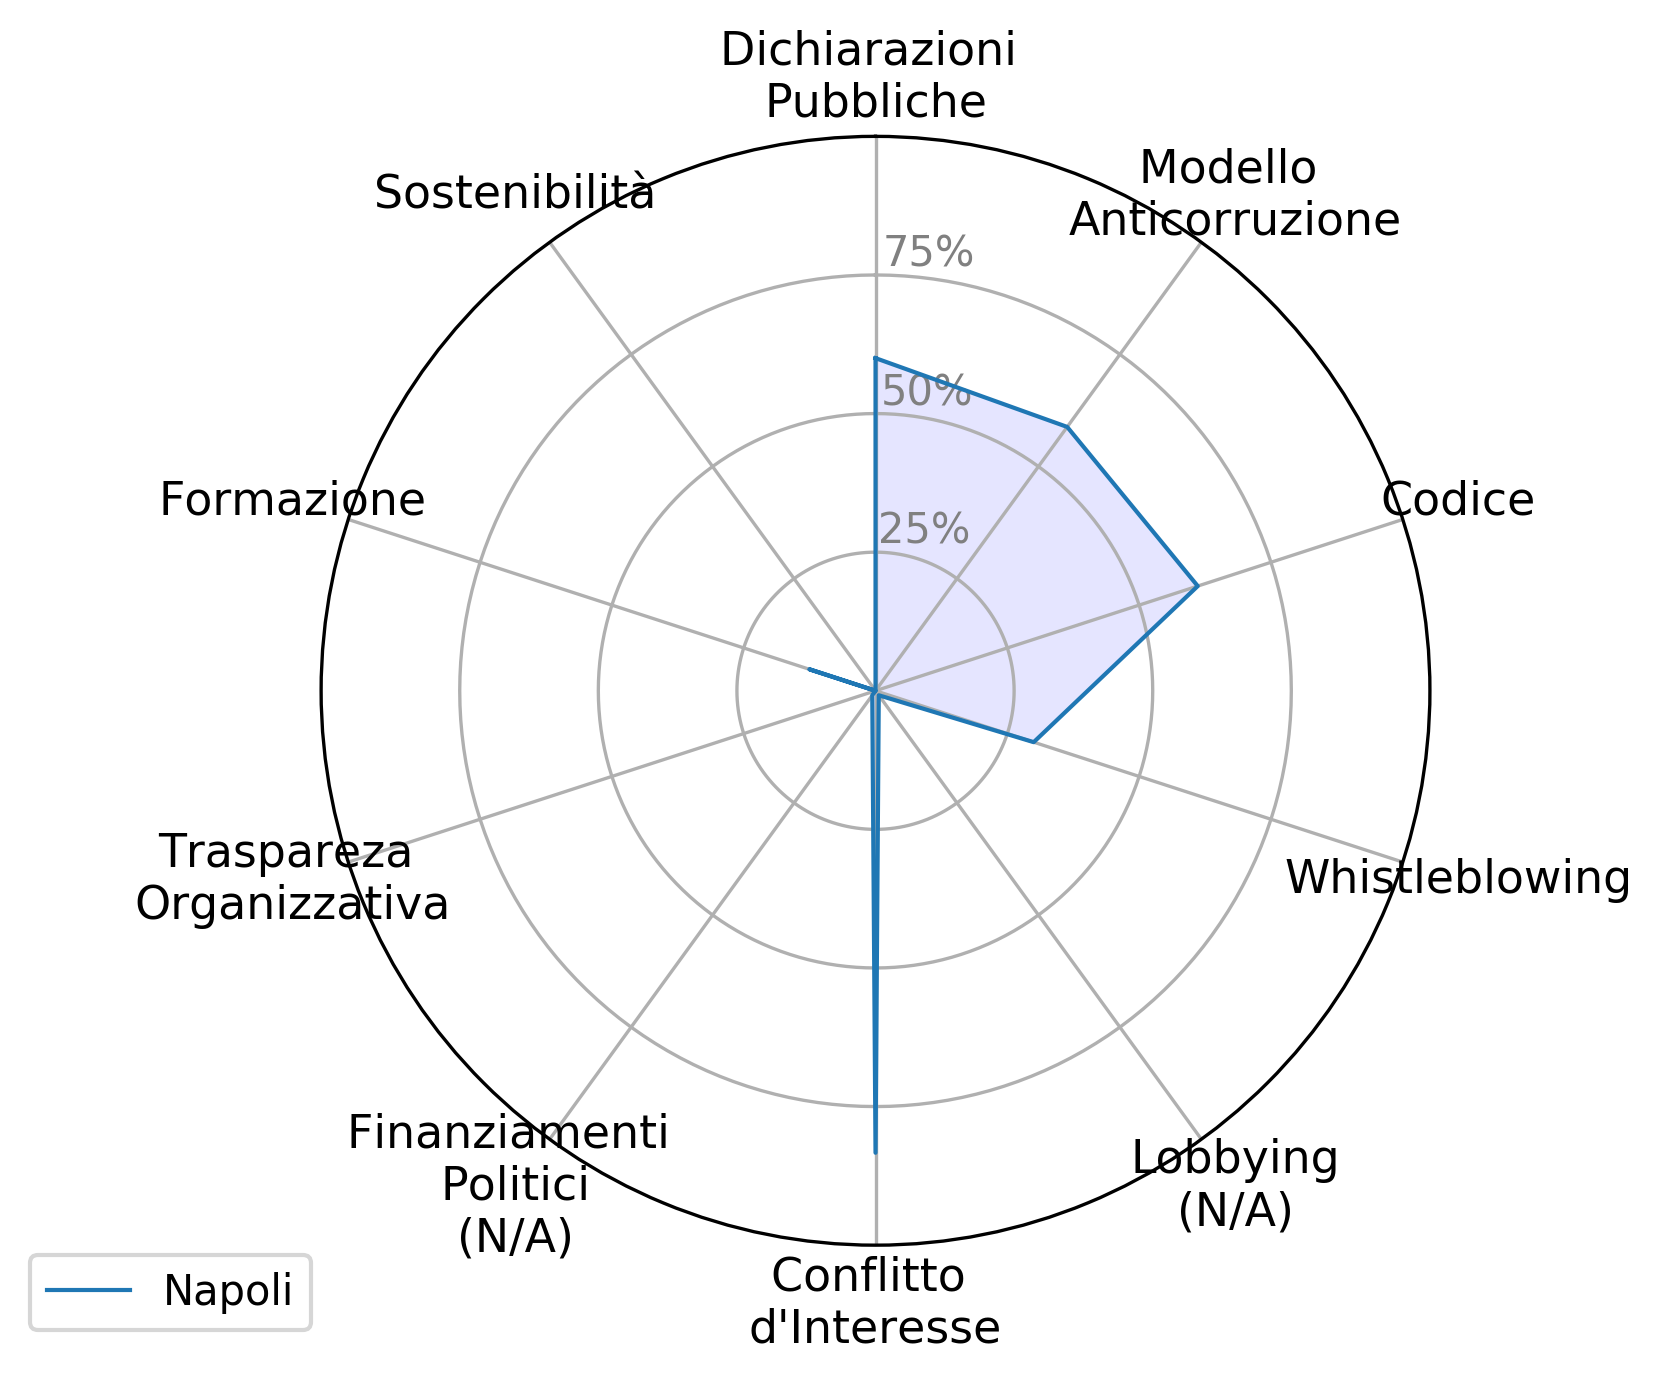 Dichiarazioni
Pubbliche
Modello
Anticorruzione
Sostenibilità
75%
50%
25%
Formazione
Codice
Traspareza
Organizzativa
Whistleblowing
Finanziamenti
Politici
(N/A)
Lobbying
(N/A)
Conflitto
d'Interesse
Napoli